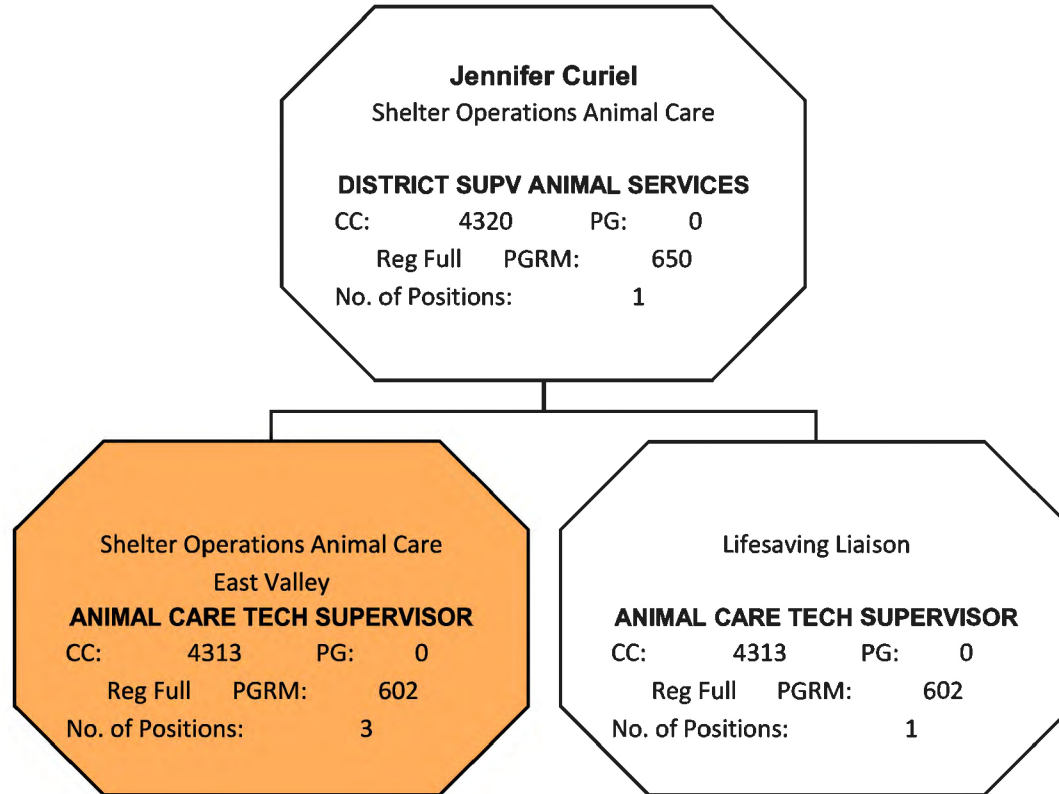 Jennifer Curiel
Shelter Operations Animal Care
DISTRICT SUPV ANIMAL SERVICES
CC: 4320 PG: 0
Reg Full PGRM: 650
No. of Positions: 1
Shelter Operations Animal Care
East Valley
ANIMAL CARE TECH SUPERVISOR
CC: 4313 PG: 0
Reg Full PGRM: 602
No. of Positions: 3
Lifesaving Liaison
ANIMAL CARE TECH SUPERVISOR
CC: 4313 PG: 0
Reg Full PGRM: 602
No. of Positions: 1